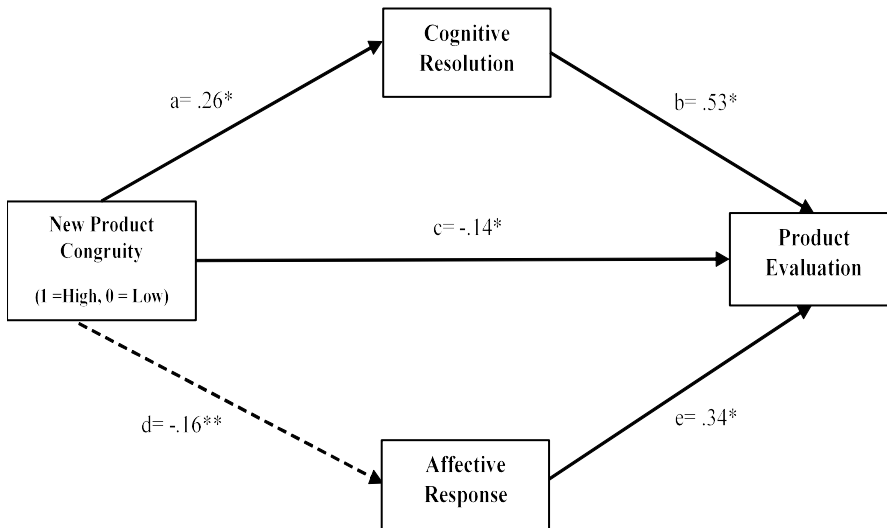 Cognitive
Resolution
a= .26*
b= .53*
New Product
Congruity
(1 =High, 0 = Low)
c= -.14*
Product
Evaluation
d= -.16**
e= .34*
Affective
Response